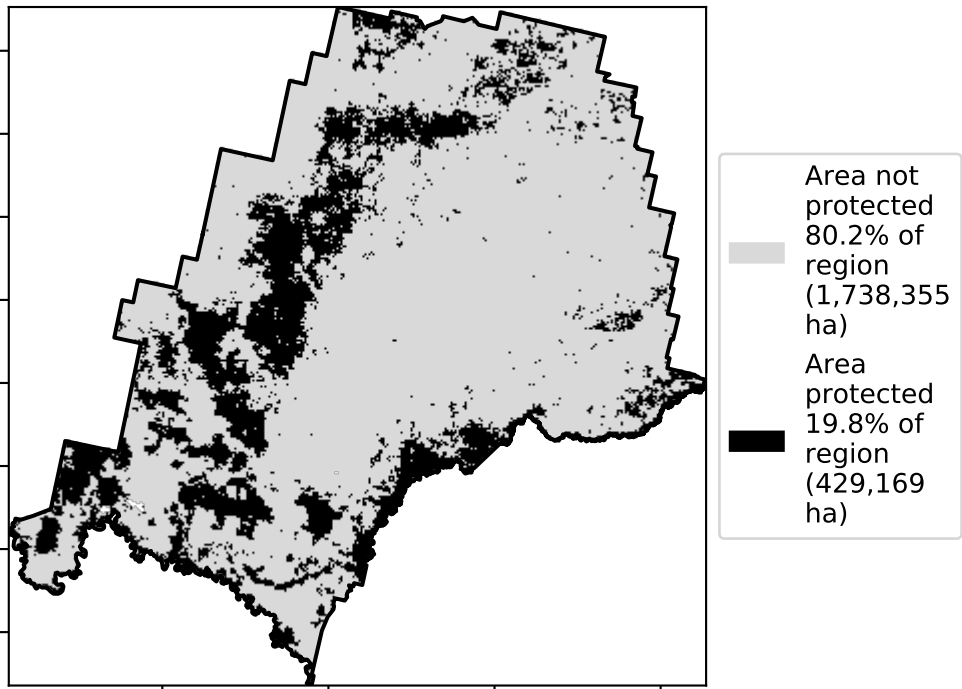 Area not
protected
80.2% of
region
(1,738,355
ha)
Area
protected
19.8% of
region
(429,169
ha)